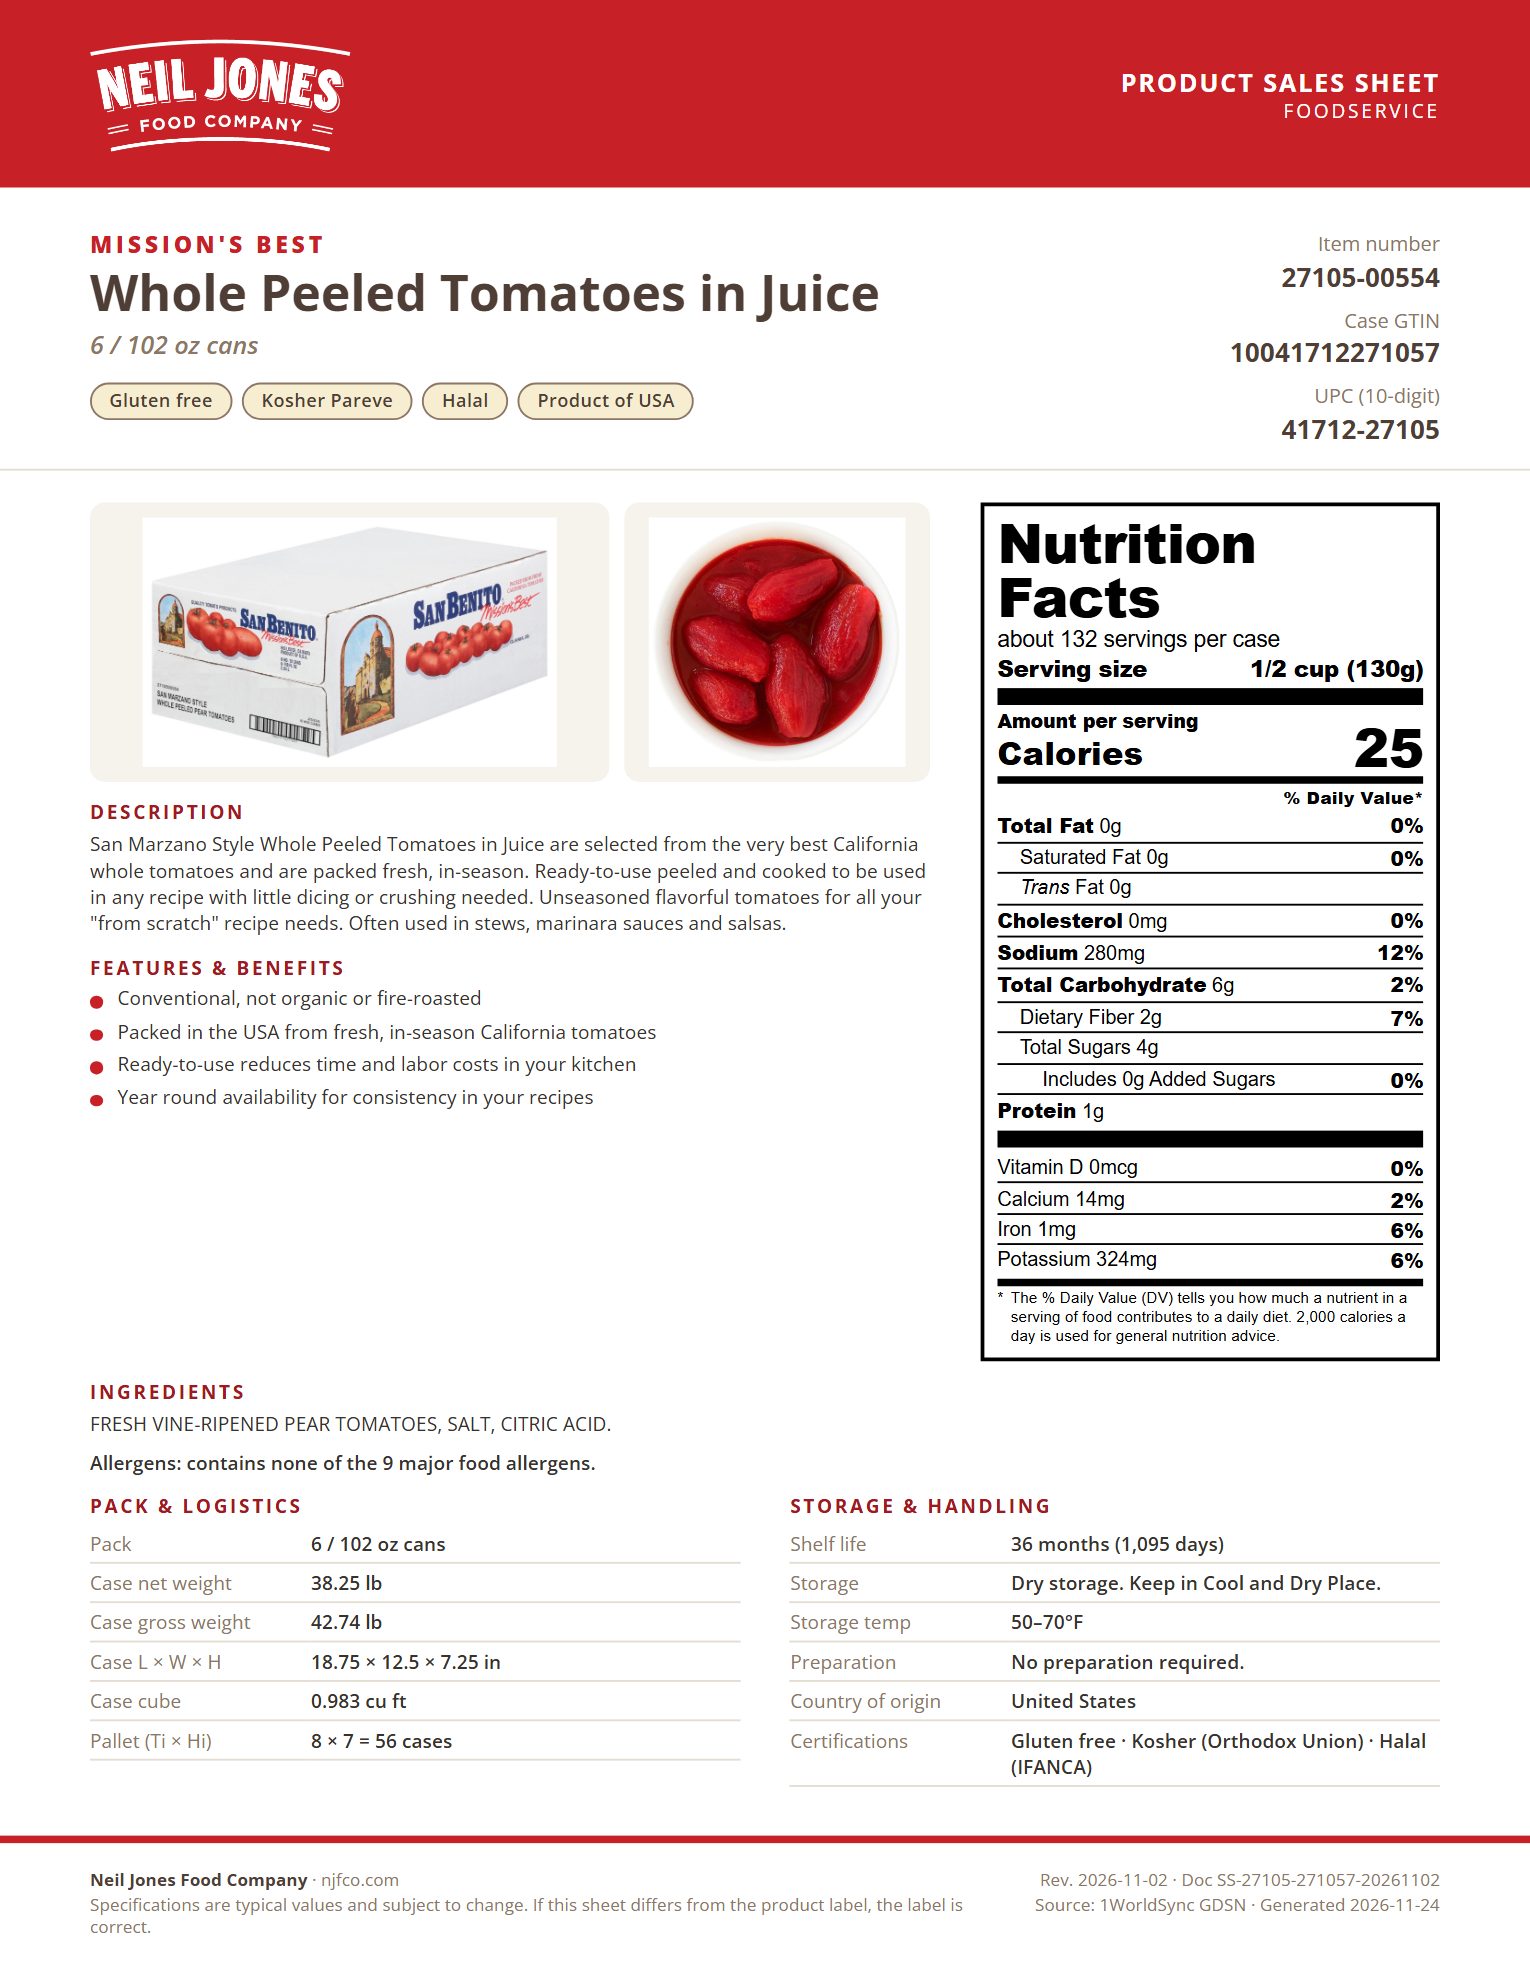 NEIL JONES
FOOD COMPANY
PRODUCT SALES SHEET
FOODSERVICE
MISSION'S BEST
Whole Peeled Tomatoes in Juice
6 / 102 oz cans
Gluten free
Kosher Pareve
Halal
Product of USA
Item number
27105-00554
Case GTIN
10041712271057
UPC (10-digit)
41712-27105
QUALITY TOMATO PRODUCTS
SAN BENITO
Mission's Best
SAN MARZANO STYLE
WHOLE PEELED PEAR TOMATOES
SAN BENITO
Mission's Best
DESCRIPTION
San Marzano Style Whole Peeled Tomatoes in Juice are selected from the very best California
whole tomatoes and are packed fresh, in-season. Ready-to-use peeled and cooked to be used
in any recipe with little dicing or crushing needed. Unseasoned flavorful tomatoes for all your
"from scratch" recipe needs. Often used in stews, marinara sauces and salsas.
FEATURES & BENEFITS
Conventional, not organic or fire-roasted
Packed in the USA from fresh, in-season California tomatoes
Ready-to-use reduces time and labor costs in your kitchen
Year round availability for consistency in your recipes
Nutrition
Facts
about 132 servings per case
Serving size 1/2 cup (130g)
Amount per serving
Calories 25
% Daily Value*
Total Fat 0g 0%
Saturated Fat 0g 0%
Trans Fat 0g
Cholesterol 0mg 0%
Sodium 280mg 12%
Total Carbohydrate 6g 2%
Dietary Fiber 2g 7%
Total Sugars 4g
Includes 0g Added Sugars 0%
Protein 1g
Vitamin D 0mcg 0%
Calcium 14mg 2%
Iron 1mg 6%
Potassium 324mg 6%
* The % Daily Value (DV) tells you how much a nutrient in a
serving of food contributes to a daily diet. 2,000 calories a
day is used for general nutrition advice.
INGREDIENTS
FRESH VINE-RIPENED PEAR TOMATOES, SALT, CITRIC ACID.
Allergens: contains none of the 9 major food allergens.
PACK & LOGISTICS
Pack 6 / 102 oz cans
Case net weight 38.25 lb
Case gross weight 42.74 lb
Case L × W × H 18.75 × 12.5 × 7.25 in
Case cube 0.983 cu ft
Pallet (Ti × Hi) 8 × 7 = 56 cases
STORAGE & HANDLING
Shelf life 36 months (1,095 days)
Storage Dry storage. Keep in Cool and Dry Place.
Storage temp 50–70°F
Preparation No preparation required.
Country of origin United States
Certifications Gluten free · Kosher (Orthodox Union) · Halal
(IFANCA)
Neil Jones Food Company · njfco.com
Specifications are typical values and subject to change. If this sheet differs from the product label, the label is
correct.
Rev. 2026-11-02 · Doc SS-27105-271057-20261102
Source: 1WorldSync GDSN · Generated 2026-11-24